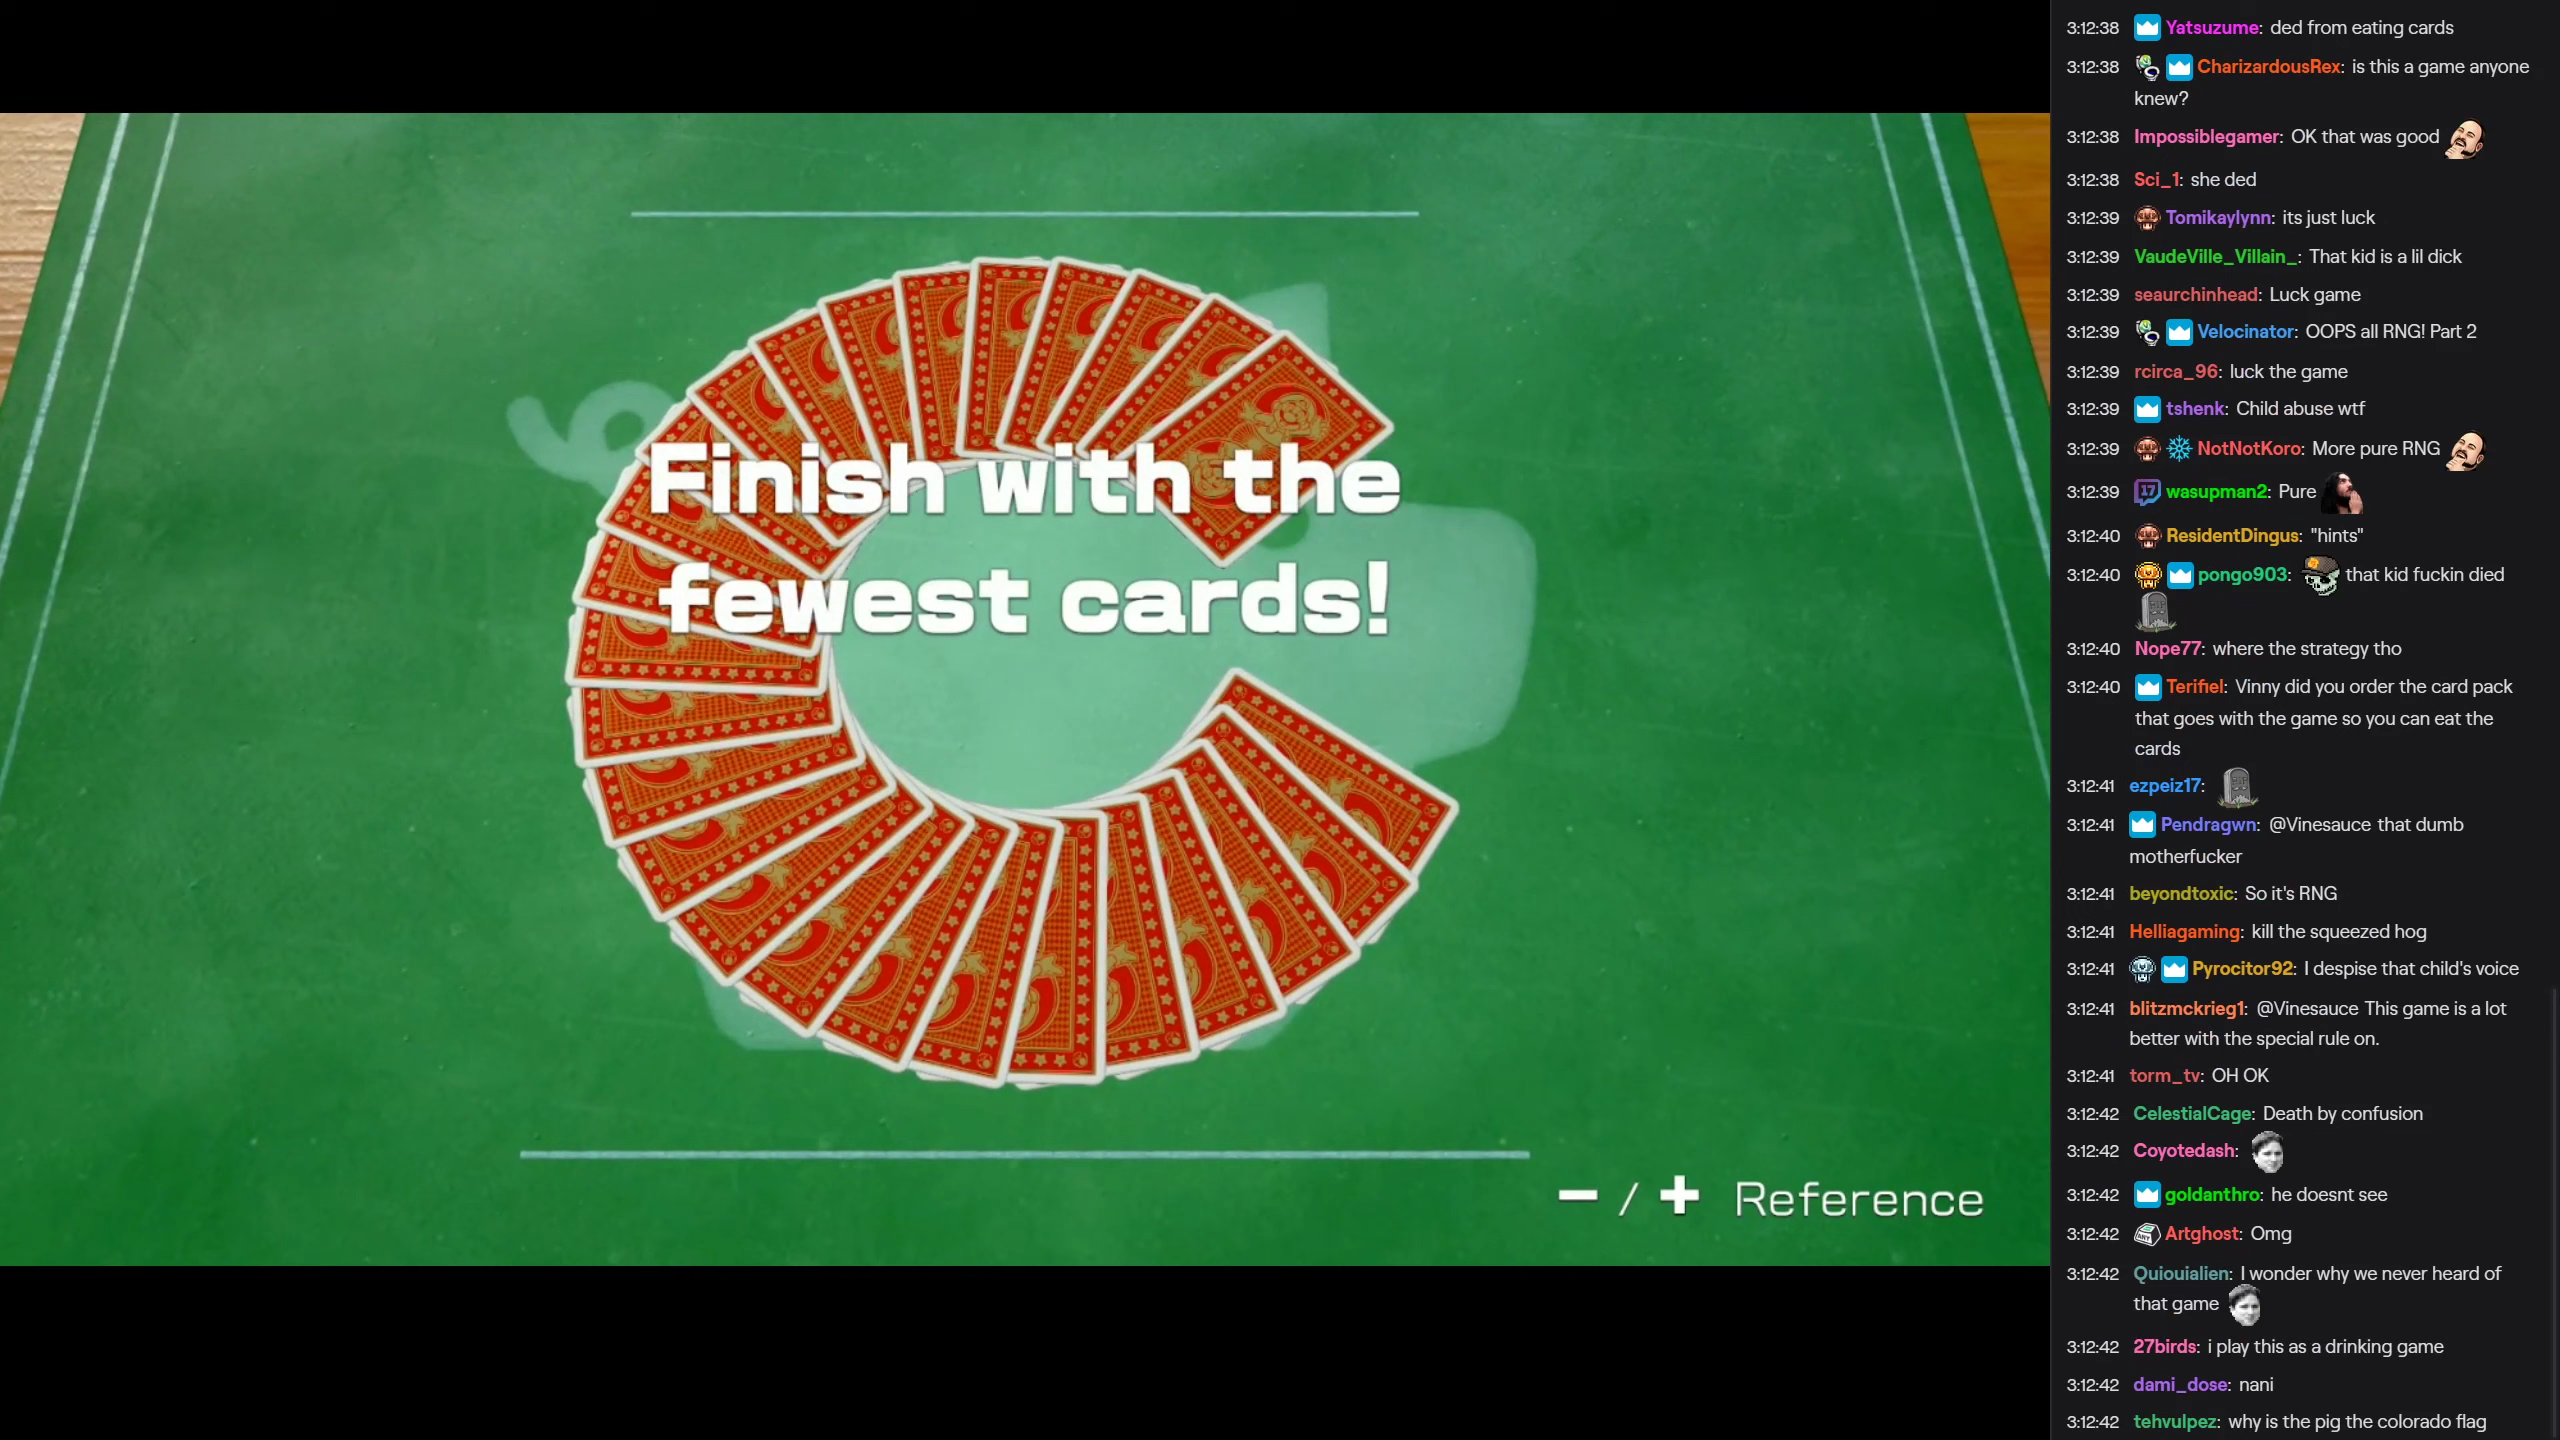 Finish with the
fewest cards!
− / + Reference
3:12:38 Yatsuzume: ded from eating cards
3:12:38 CharizardousRex: is this a game anyone
knew?
3:12:38 Impossiblegamer: OK that was good
3:12:38 Sci_1: she ded
3:12:39 Tomikaylynn: its just luck
3:12:39 VaudeVille_Villain_: That kid is a lil dick
3:12:39 seaurchinhead: Luck game
3:12:39 Velocinator: OOPS all RNG! Part 2
3:12:39 rcirca_96: luck the game
3:12:39 tshenk: Child abuse wtf
3:12:39 NotNotKoro: More pure RNG
3:12:39 17 wasupman2: Pure
3:12:40 ResidentDingus: "hints"
3:12:40 pongo903: that kid fuckin died
3:12:40 Nope77: where the strategy tho
3:12:40 Terifiel: Vinny did you order the card pack
that goes with the game so you can eat the
cards
3:12:41 ezpeiz17:
3:12:41 Pendragwn: @Vinesauce that dumb
motherfucker
3:12:41 beyondtoxic: So it's RNG
3:12:41 Helliagaming: kill the squeezed hog
3:12:41 Pyrocitor92: I despise that child's voice
3:12:41 blitzmckrieg1: @Vinesauce This game is a lot
better with the special rule on.
3:12:41 torm_tv: OH OK
3:12:42 CelestialCage: Death by confusion
3:12:42 Coyotedash:
3:12:42 goldanthro: he doesnt see
3:12:42 Artghost: Omg
3:12:42 Quiouialien: I wonder why we never heard of
that game
3:12:42 27birds: i play this as a drinking game
3:12:42 dami_dose: nani
3:12:42 tehvulpez: why is the pig the colorado flag